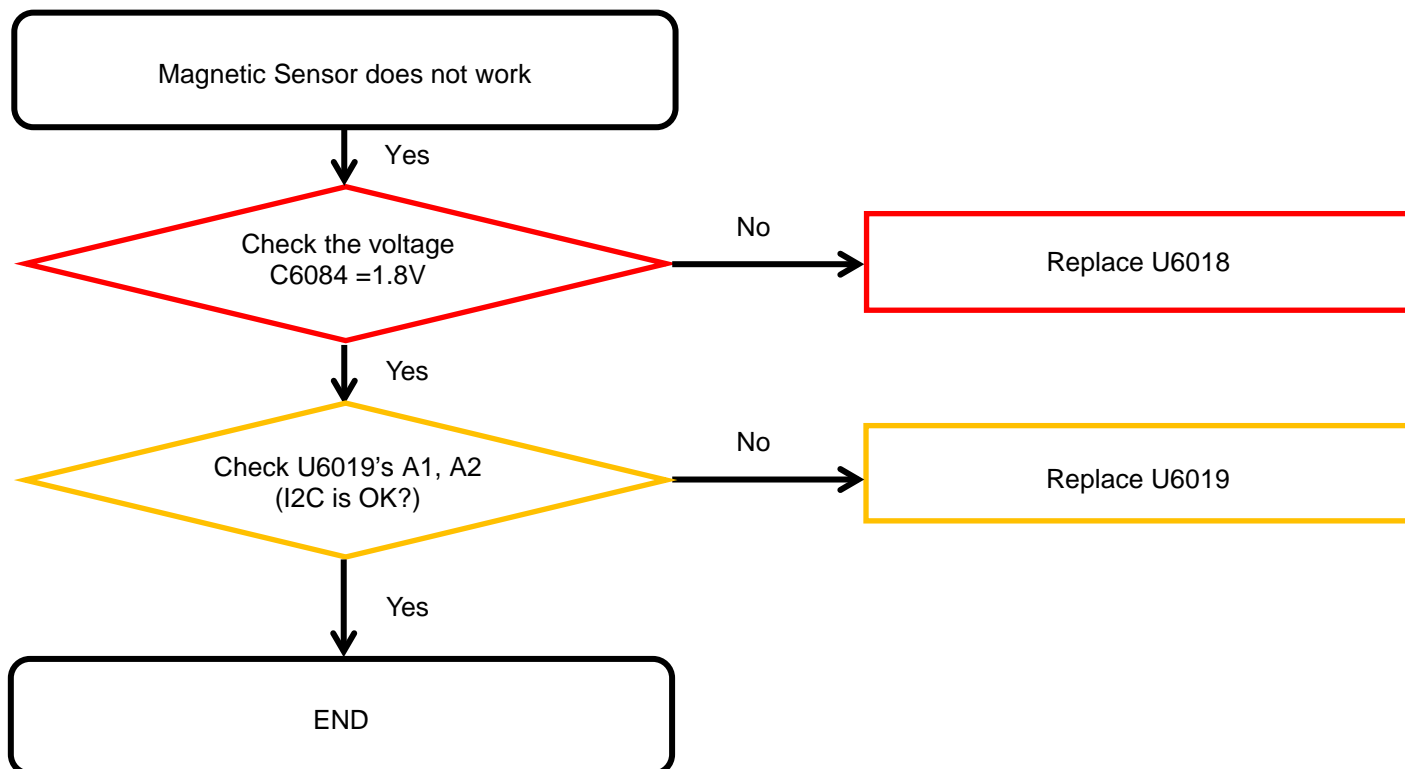 Magnetic Sensor does not work
Yes
Check the voltage
C6084 =1.8V
No
Replace U6018
Yes
Check U6019’s A1, A2
(I2C is OK?)
No
Replace U6019
Yes
END